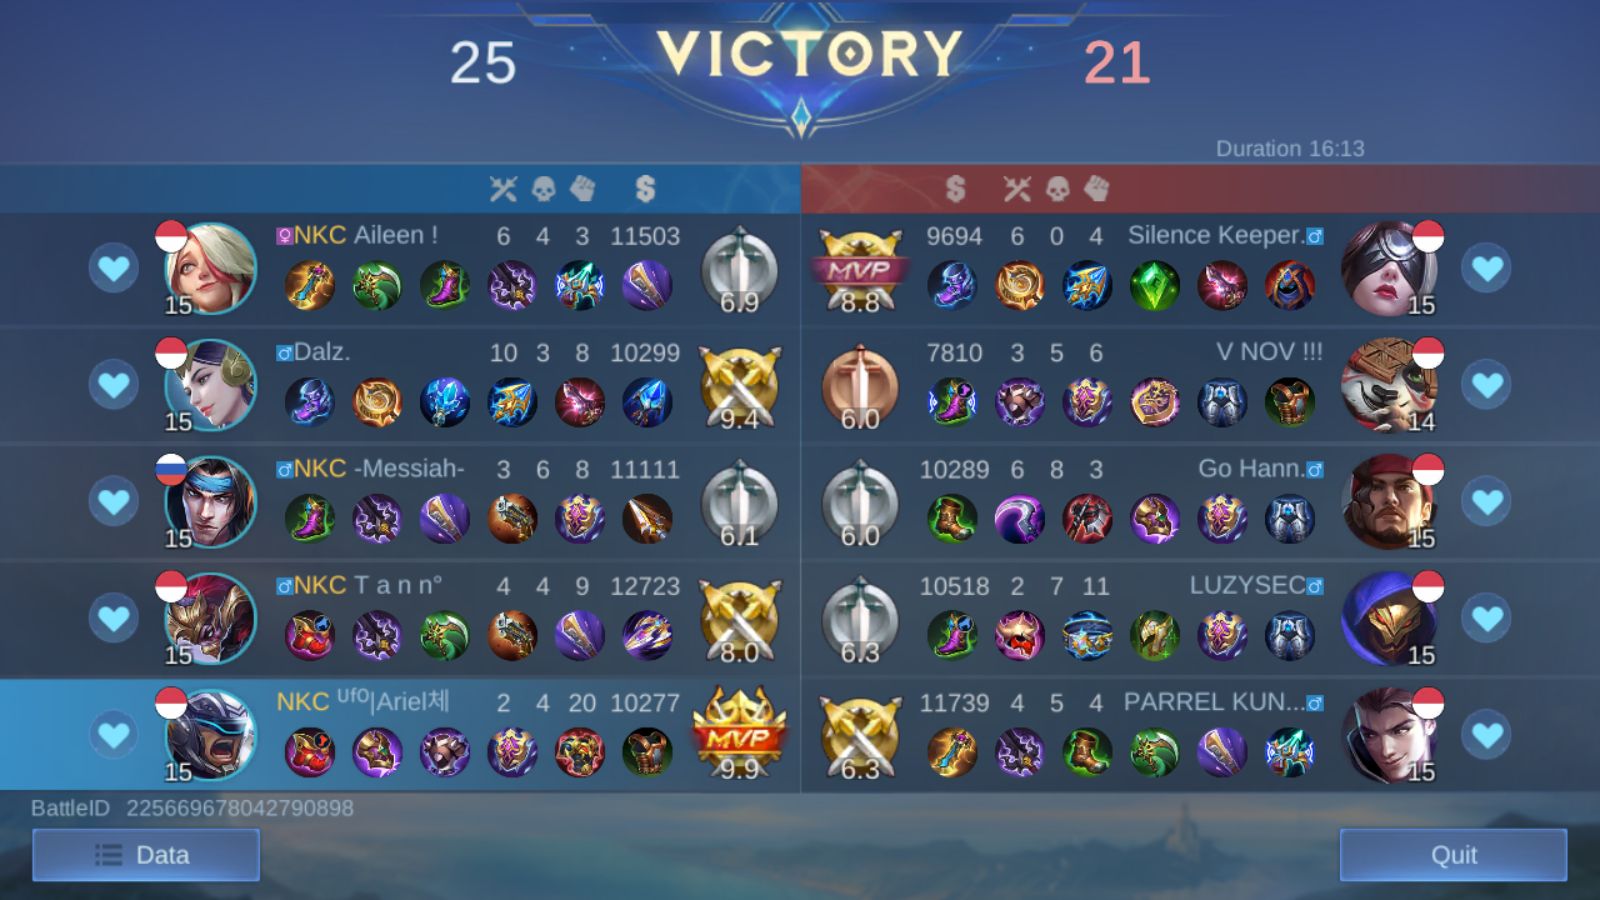 25 VICTORY 21
Duration 16:13
NKC Aileen ! 6 4 3 11503
15 6.9
Dalz. 10 3 8 10299
15 9.4
NKC -Messiah- 3 6 8 11111
15 6.1
NKC T a n n° 4 4 9 12723
15 8.0
NKC ᵁᶠᴼ|Ariel체 2 4 20 10277
MVP
15 9.9
9694 6 0 4 Silence Keeper.
MVP
8.8 15
7810 3 5 6 V NOV !!!
6.0 14
10289 6 8 3 Go Hann.
6.0 15
10518 2 7 11 LUZYSEC
6.3 15
11739 4 5 4 PARREL KUN...
6.3 15
BattleID 225669678042790898
Data
Quit